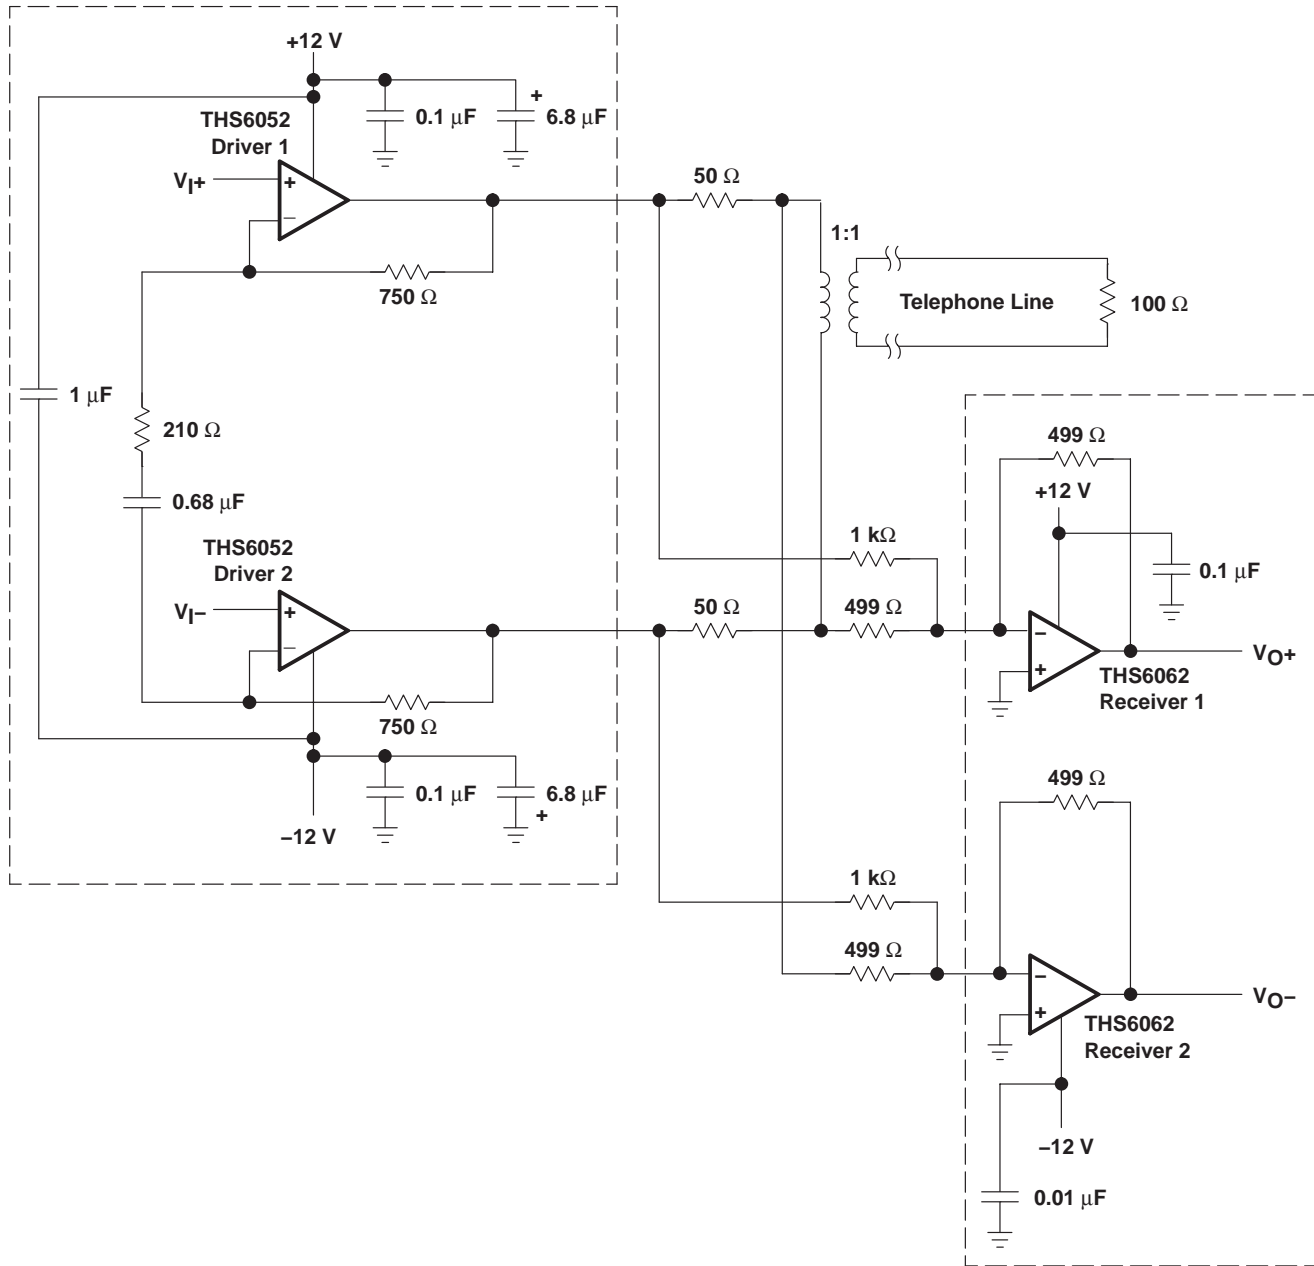 +12 V
THS6052
Driver 1
0.1 μF
+
6.8 μF
VI+
+
−
750 Ω
50 Ω
1:1
Telephone Line
100 Ω
1 μF
210 Ω
0.68 μF
THS6052
Driver 2
VI−
+
−
750 Ω
0.1 μF
6.8 μF
+
−12 V
50 Ω
1 kΩ
499 Ω
499 Ω
+12 V
0.1 μF
−
+
VO+
THS6062
Receiver 1
499 Ω
1 kΩ
499 Ω
−
+
VO−
THS6062
Receiver 2
−12 V
0.01 μF